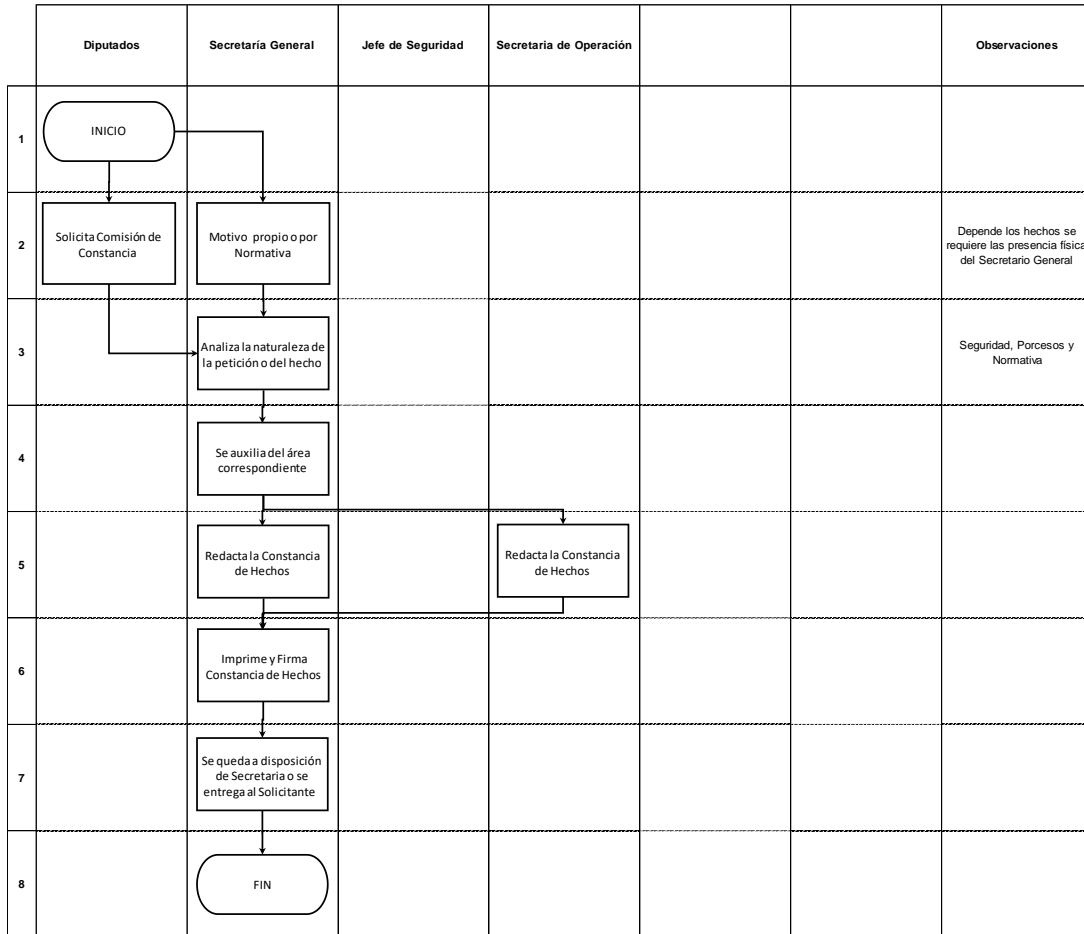 Diputados
Secretaría General
Jefe de Seguridad
Secretaria de Operación
Observaciones
1
INICIO
2
Solicita Comisión de
Constancia
Motivo propio o por
Normativa
Depende los hechos se
requiere las presencia física
del Secretario General
3
Analiza la naturaleza de
la petición o del hecho
Seguridad, Porcesos y
Normativa
4
Se auxilia del área
correspondiente
5
Redacta la Constancia
de Hechos
Redacta la Constancia
de Hechos
6
Imprime y Firma
Constancia de Hechos
7
Se queda a disposición
de Secretaria o se
entrega al Solicitante
8
FIN